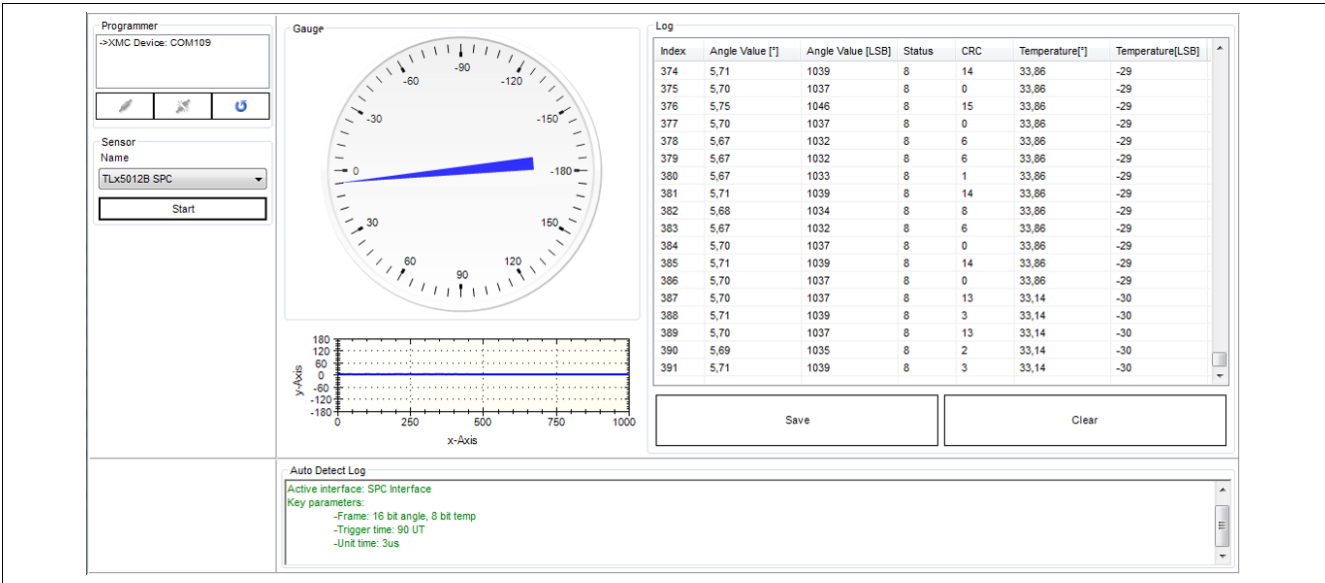 Programmer
->XMC Device: COM109
Sensor
Name
TLx5012B SPC
Start
Gauge
-90
-60 -120
-30 -150
0 -180
30 150
60 120
90
180
120
60
0
-60
-120
-180
y-Axis
0 250 500 750 1000
x-Axis
Log
Index Angle Value [°] Angle Value [LSB] Status CRC Temperature[°] Temperature[LSB]
374 5,71 1039 8 14 33,86 -29
375 5,70 1037 8 0 33,86 -29
376 5,75 1046 8 15 33,86 -29
377 5,70 1037 8 0 33,86 -29
378 5,67 1032 8 6 33,86 -29
379 5,67 1032 8 6 33,86 -29
380 5,67 1033 8 1 33,86 -29
381 5,71 1039 8 14 33,86 -29
382 5,68 1034 8 8 33,86 -29
383 5,67 1032 8 6 33,86 -29
384 5,70 1037 8 0 33,86 -29
385 5,71 1039 8 14 33,86 -29
386 5,70 1037 8 0 33,86 -29
387 5,70 1037 8 13 33,14 -30
388 5,71 1039 8 3 33,14 -30
389 5,70 1037 8 13 33,14 -30
390 5,69 1035 8 2 33,14 -30
391 5,71 1039 8 3 33,14 -30
Save Clear
Auto Detect Log
Active interface: SPC Interface
Key parameters:
-Frame: 16 bit angle, 8 bit temp
-Trigger time: 90 UT
-Unit time: 3us